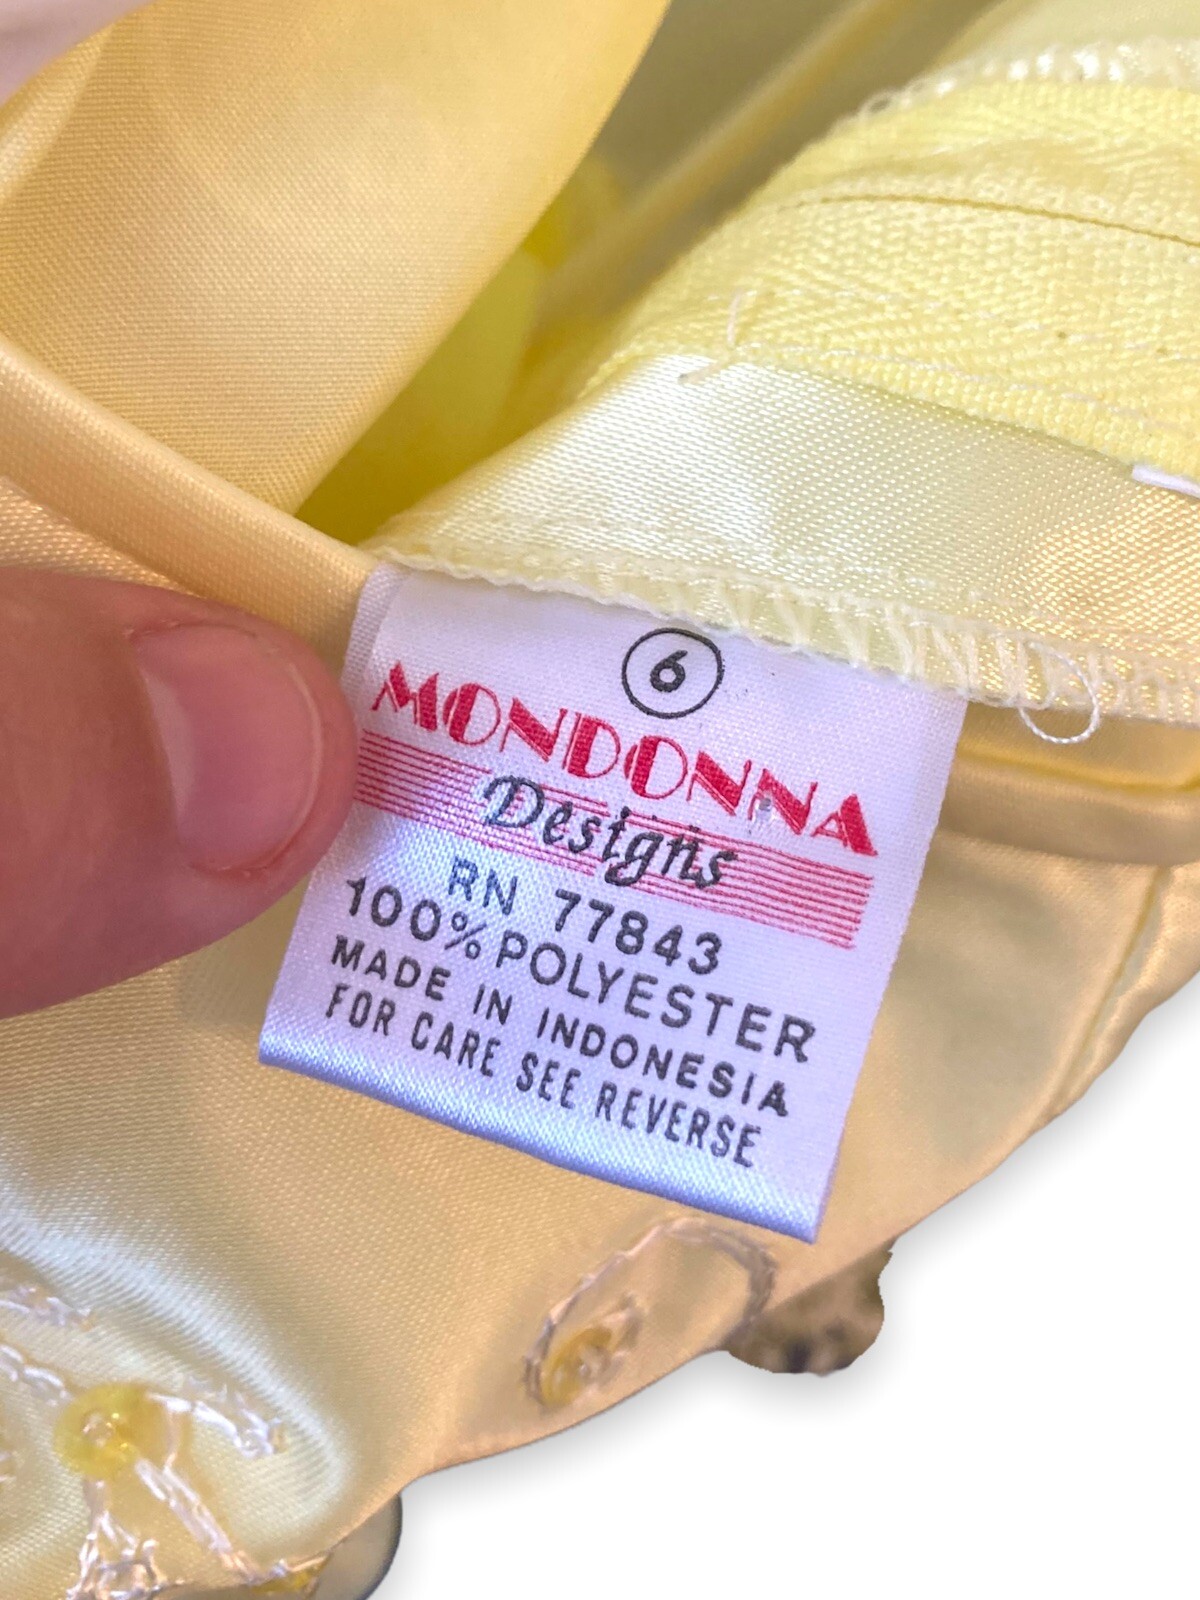 6
MONDONNA
Designs
RN 77843
100% POLYESTER
MADE IN INDONESIA
FOR CARE SEE REVERSE